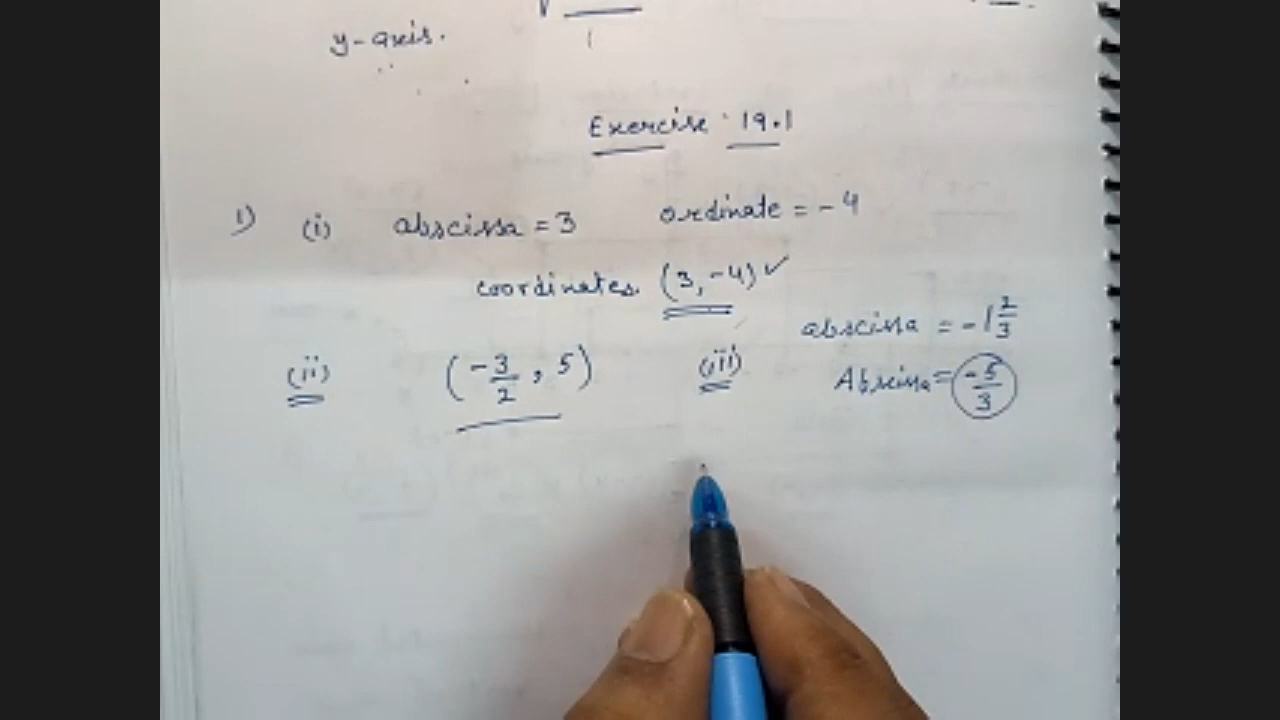 y-axis.
Exercise 19.1
1) (i) abscissa = 3 ordinate = -4
coordinates. (3, -4) ✓
(ii) (-3/2, 5) (iii) abscissa = -1 2/3
Abscissa = -5/3